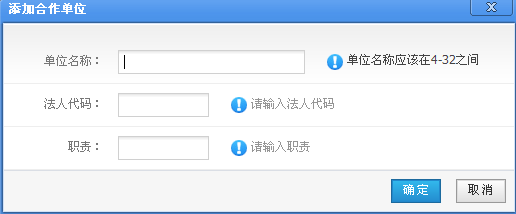 添加合作单位
单位名称： 单位名称应该在4-32之间
法人代码： 请输入法人代码
职责： 请输入职责
确定 取消